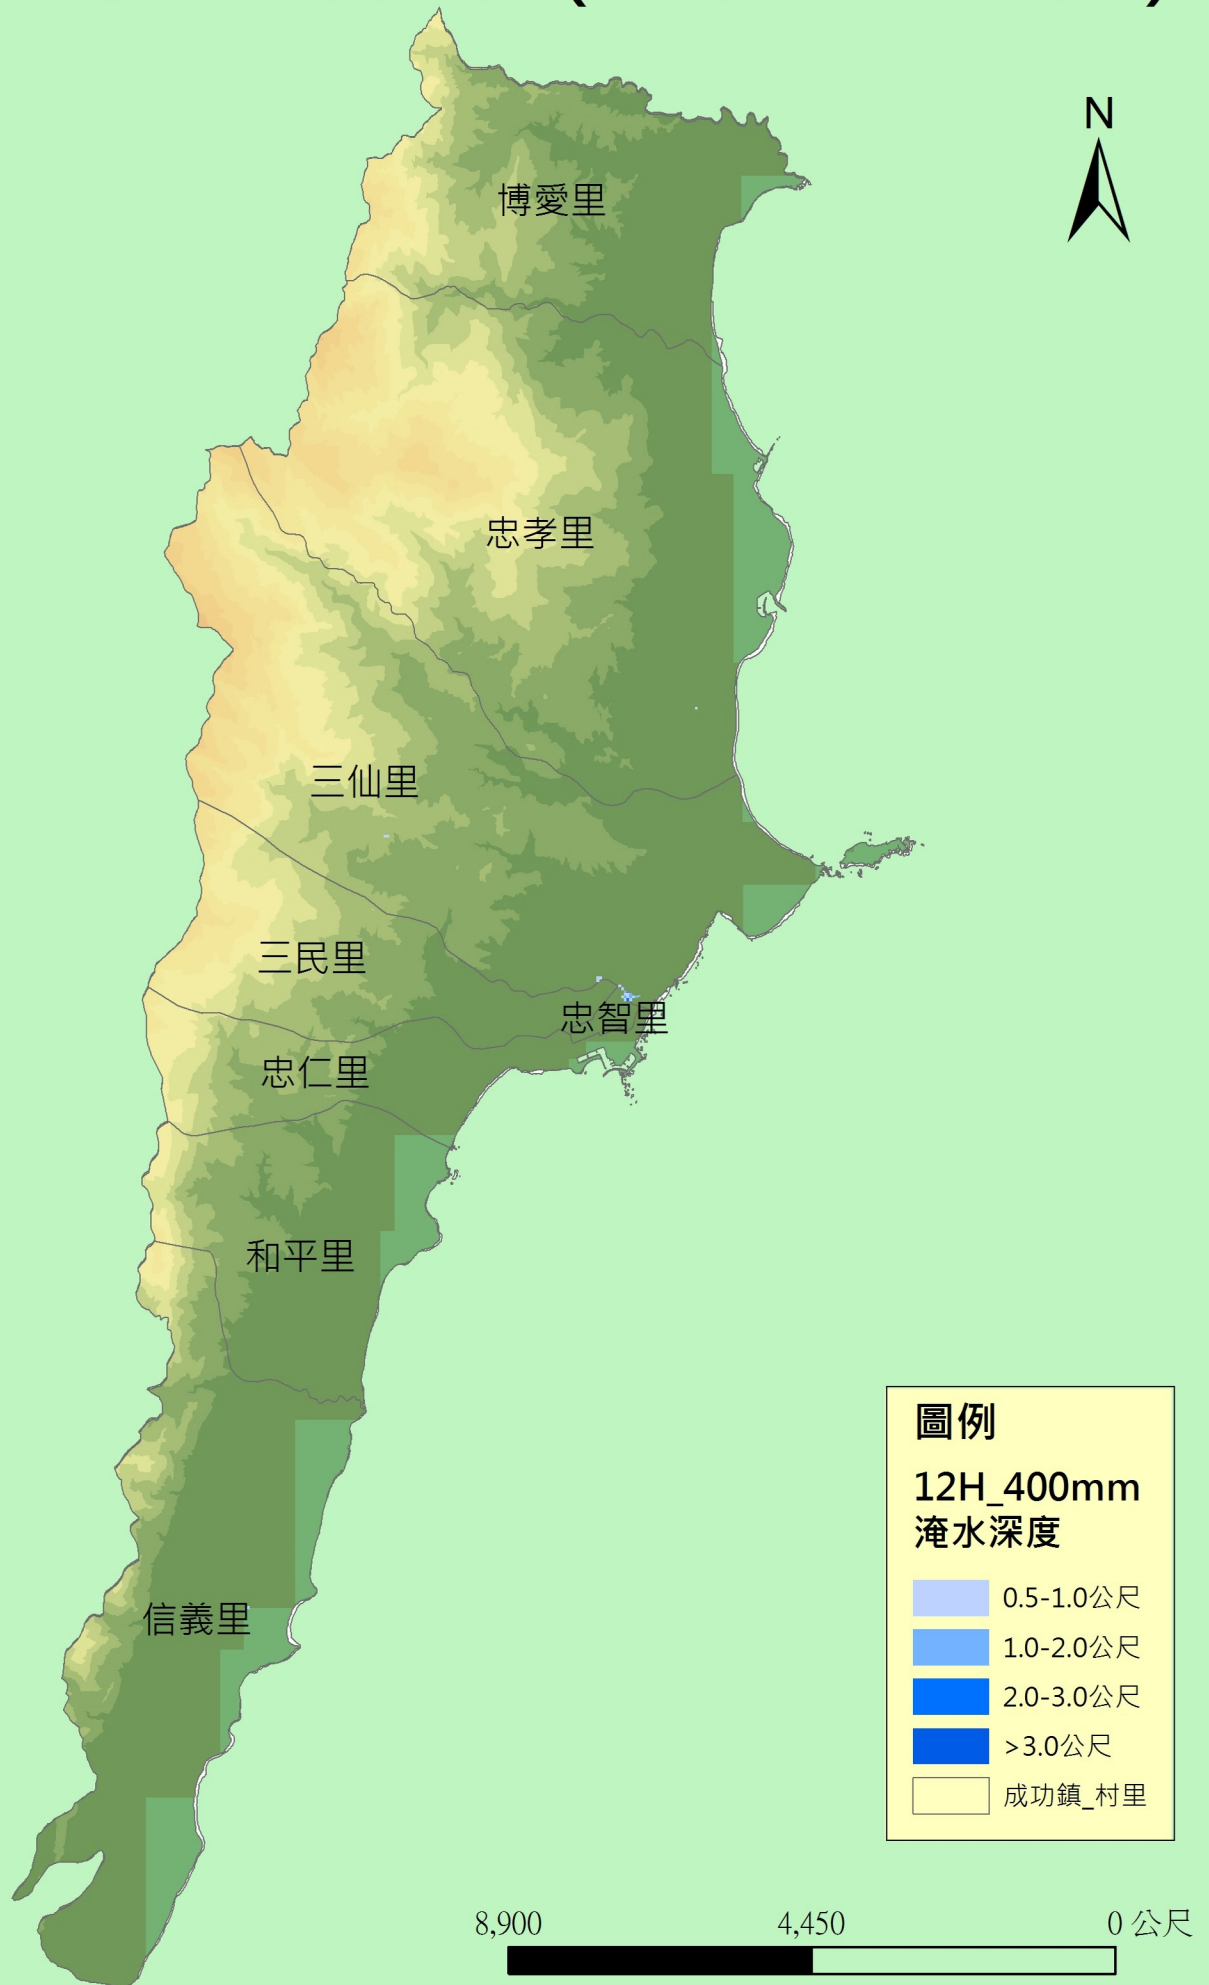 N
博愛里
忠孝里
三仙里
三民里
忠智里
忠仁里
和平里
信義里
圖例
12H_400mm
淹水深度
0.5-1.0公尺
1.0-2.0公尺
2.0-3.0公尺
>3.0公尺
成功鎮_村里
8,900 4,450 0 公尺